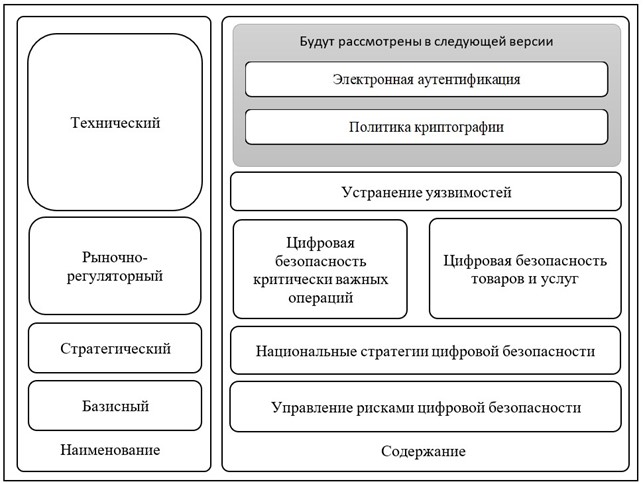 Технический
Рыночно-
регуляторный
Стратегический
Базисный
Наименование
Будут рассмотрены в следующей версии
Электронная аутентификация
Политика криптографии
Устранение уязвимостей
Цифровая
безопасность
критически важных
операций
Цифровая безопасность
товаров и услуг
Национальные стратегии цифровой безопасности
Управление рисками цифровой безопасности
Содержание